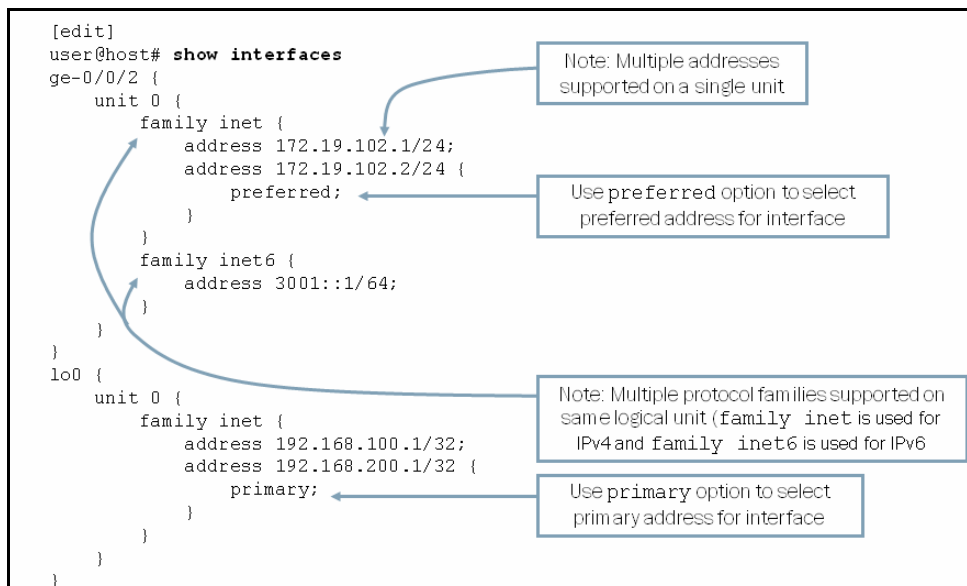 [edit]
user@host# show interfaces
ge-0/0/2 {
    unit 0 {
        family inet {
            address 172.19.102.1/24;
            address 172.19.102.2/24 {
                preferred;
            }
        }
        family inet6 {
            address 3001::1/64;
        }
    }
}
lo0 {
    unit 0 {
        family inet {
            address 192.168.100.1/32;
            address 192.168.200.1/32 {
                primary;
            }
        }
    }
}
Note: Multiple addresses
supported on a single unit
Use preferred option to select
preferred address for interface
Note: Multiple protocol families supported on
same logical unit (family inet is used for
IPv4 and family inet6 is used for IPv6
Use primary option to select
primary address for interface